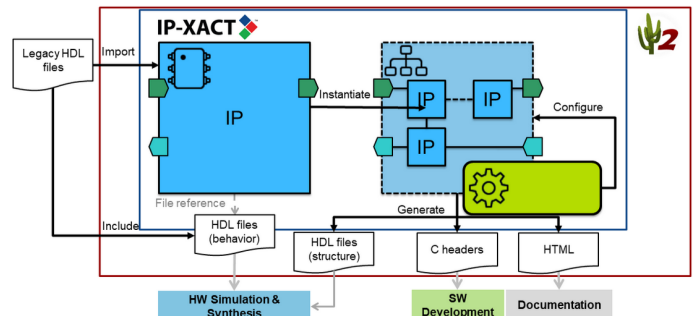 IP-XACT
2
Legacy HDL
files
Import
IP
Instantiate
IP
IP
IP
Configure
File reference
Include
HDL files
(behavior)
Generate
HDL files
(structure)
C headers
HTML
HW Simulation &
Synthesis
SW
Development
Documentation